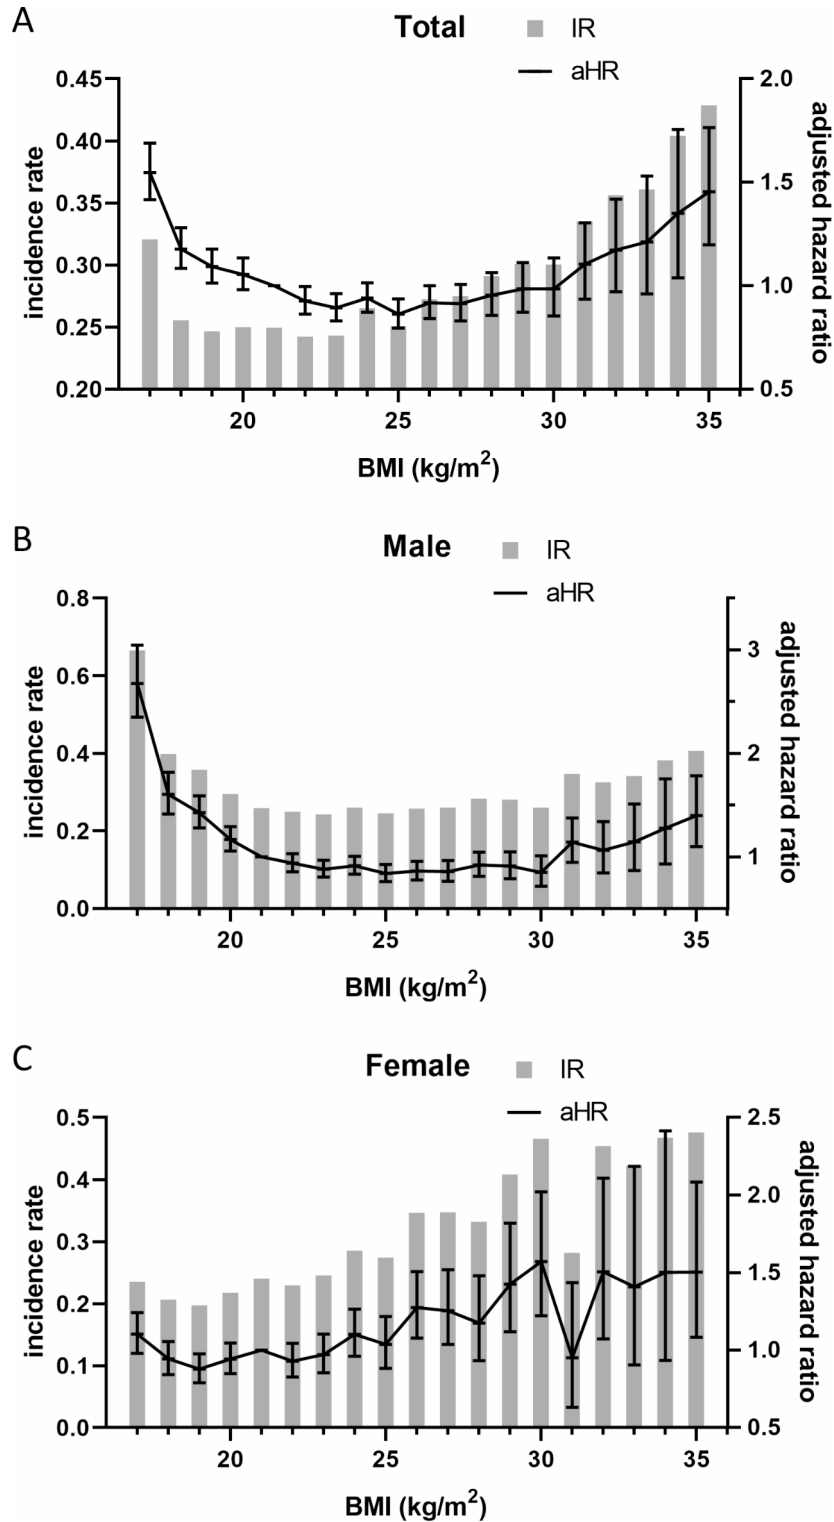 A
Total
IR
aHR
0.45
0.40
0.35
0.30
0.25
0.20
incidence rate
2.0
1.5
1.0
0.5
adjusted hazard ratio
20 25 30 35
BMI (kg/m²)
B
Male
IR
aHR
0.8
0.6
0.4
0.2
0.0
incidence rate
3
2
1
adjusted hazard ratio
20 25 30 35
BMI (kg/m²)
C
Female
IR
aHR
0.5
0.4
0.3
0.2
0.1
0.0
incidence rate
2.5
2.0
1.5
1.0
0.5
adjusted hazard ratio
20 25 30 35
BMI (kg/m²)